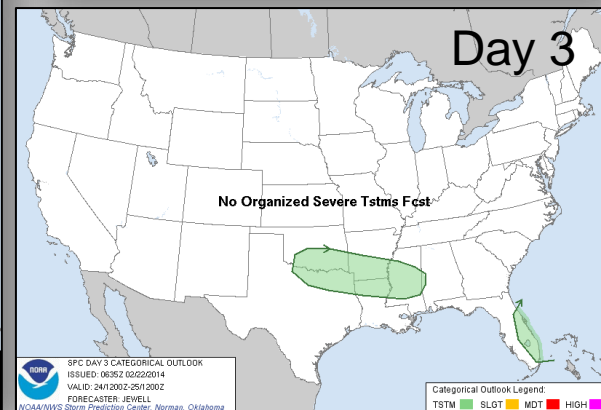 Day 3
No Organized Severe Tstms Fcst
NOAA
SPC DAY 3 CATEGORICAL OUTLOOK
ISSUED: 0635Z 02/22/2014
VALID: 24/1200Z-25/1200Z
FORECASTER: JEWELL
NOAA/NWS Storm Prediction Center, Norman, Oklahoma
Categorical Outlook Legend:
TSTM SLGT MDT HIGH